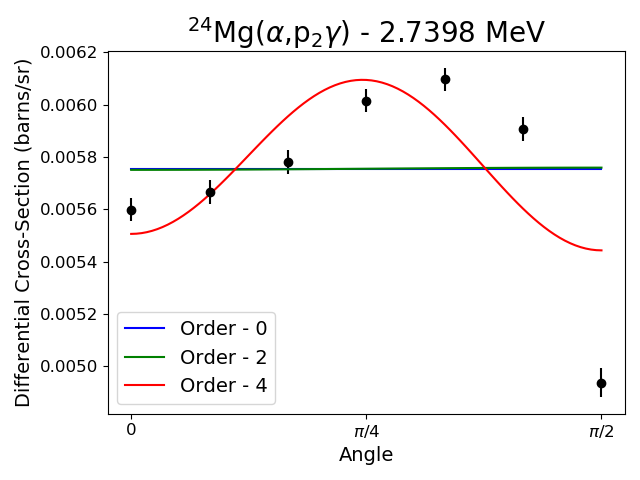 ²⁴Mg(α,p₂γ) - 2.7398 MeV
Differential Cross-Section (barns/sr)
0.0062
0.0060
0.0058
0.0056
0.0054
0.0052
0.0050
Order - 0
Order - 2
Order - 4
0
π/4
π/2
Angle